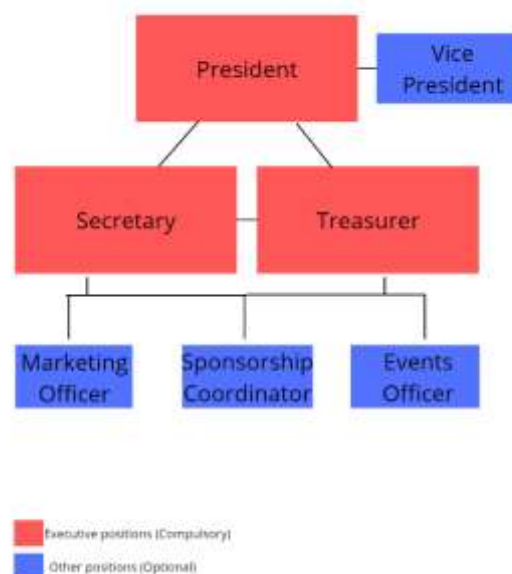 President
Vice
President
Secretary
Treasurer
Marketing
Officer
Sponsorship
Coordinator
Events
Officer
Executive positions (Compulsory)
Other positions (Optional)